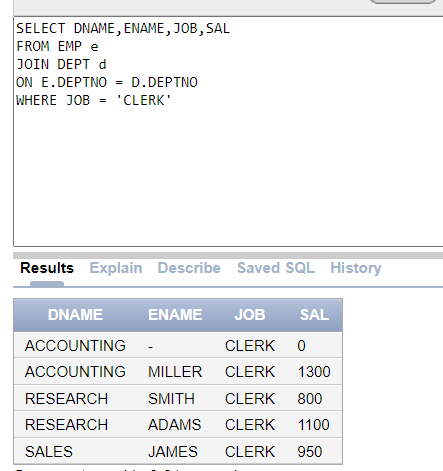 SELECT DNAME,ENAME,JOB,SAL
FROM EMP e
JOIN DEPT d
ON E.DEPTNO = D.DEPTNO
WHERE JOB = 'CLERK'
Results Explain Describe Saved SQL History
DNAME ENAME JOB SAL
ACCOUNTING - CLERK 0
ACCOUNTING MILLER CLERK 1300
RESEARCH SMITH CLERK 800
RESEARCH ADAMS CLERK 1100
SALES JAMES CLERK 950